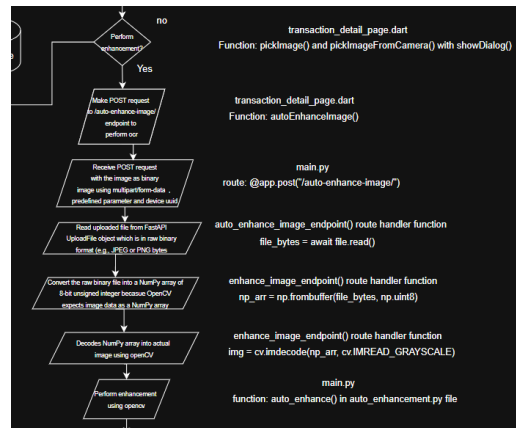 no
Perform
enhancement?
transaction_detail_page.dart
Function: pickImage() and pickImageFromCamera() with showDialog()
e
Yes
Make POST request
to /auto-enhance-image/
endpoint to
perform ocr
transaction_detail_page.dart
Function: autoEnhanceImage()
Receive POST request
with the image as binary
image using multipart/form-data ,
predefined parameter and device uuid
main.py
route: @app.post("/auto-enhance-image/")
Read uploaded file from FastAPI
UploadFile object which is in raw binary
format (e.g., JPEG or PNG bytes
auto_enhance_image_endpoint() route handler function
file_bytes = await file.read()
Convert the raw binary file into a NumPy array of
8-bit unsigned integer becasue OpenCV
expects image data as a NumPy array
enhance_image_endpoint() route handler function
np_arr = np.frombuffer(file_bytes, np.uint8)
Decodes NumPy array into actual
image using openCV
enhance_image_endpoint() route handler function
img = cv.imdecode(np_arr, cv.IMREAD_GRAYSCALE)
Perform enhancement
using opencv
main.py
function: auto_enhance() in auto_enhancement.py file